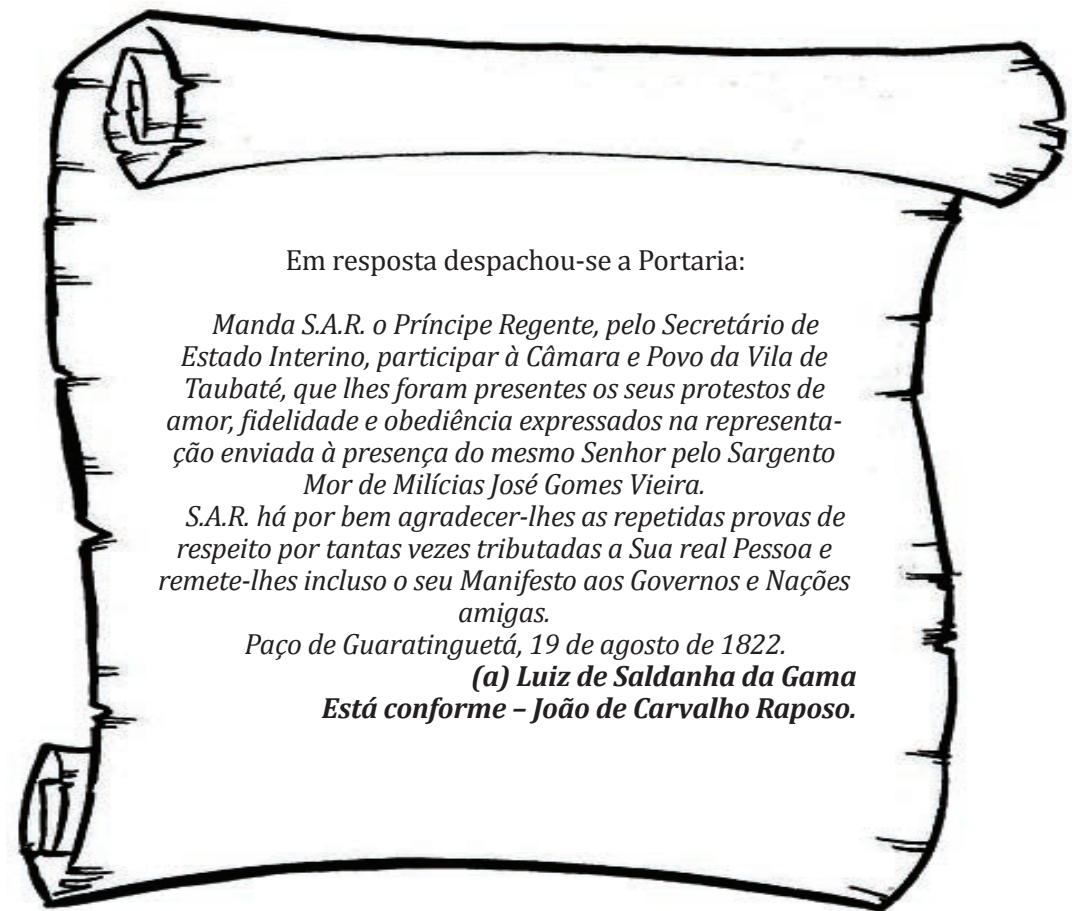 Em resposta despachou-se a Portaria:
Manda S.A.R. o Príncipe Regente, pelo Secretário de
Estado Interino, participar à Câmara e Povo da Vila de
Taubaté, que lhes foram presentes os seus protestos de
amor, fidelidade e obediência expressados na representa-
ção enviada à presença do mesmo Senhor pelo Sargento
Mor de Milícias José Gomes Vieira.
S.A.R. há por bem agradecer-lhes as repetidas provas de
respeito por tantas vezes tributadas a Sua real Pessoa e
remete-lhes incluso o seu Manifesto aos Governos e Nações
amigas.
Paço de Guaratinguetá, 19 de agosto de 1822.
(a) Luiz de Saldanha da Gama
Está conforme – João de Carvalho Raposo.